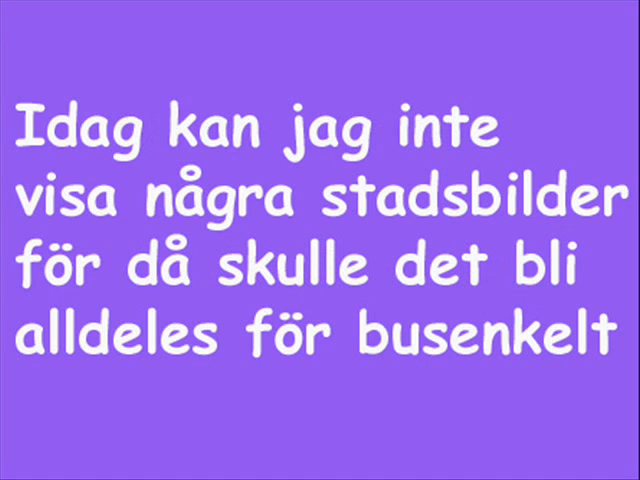 Idag kan jag inte
visa några stadsbilder
för då skulle det bli
alldeles för busenkelt